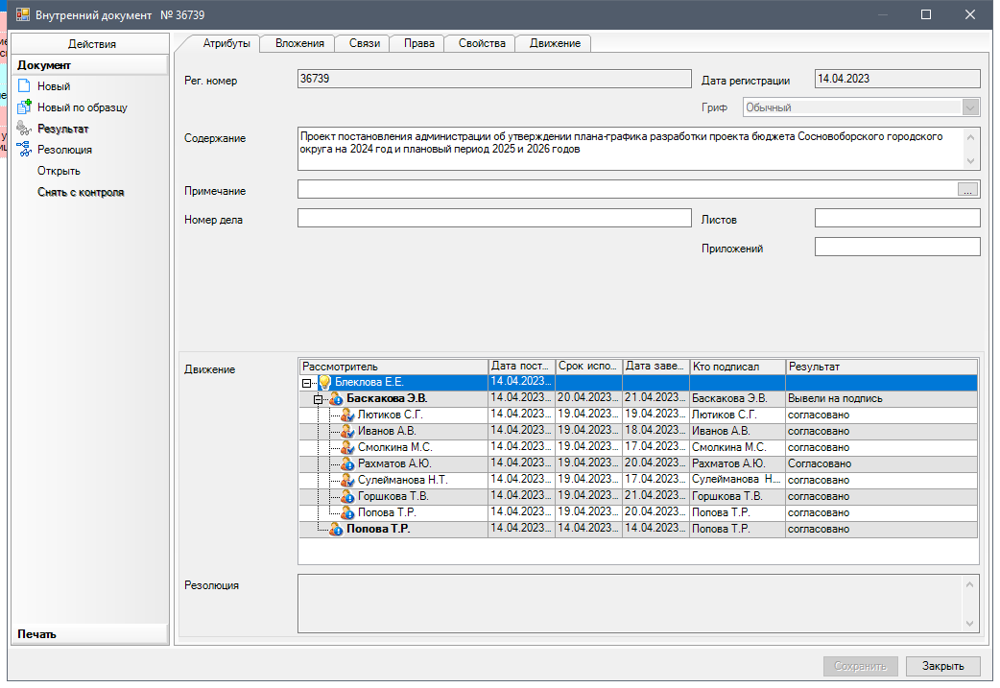 Внутренний документ № 36739
Действия
Документ
Новый
Новый по образцу
Результат
Резолюция
Открыть
Снять с контроля
Печать
Атрибуты Вложения Связи Права Свойства Движение
Рег. номер 36739 Дата регистрации 14.04.2023
Гриф Обычный
Содержание Проект постановления администрации об утверждении плана-графика разработки проекта бюджета Сосновоборского городского
округа на 2024 год и плановый период 2025 и 2026 годов
Примечание ...
Номер дела Листов
Приложений
Движение
Рассмотритель Дата пост... Срок испо... Дата заве... Кто подписал Результат
Блеклова Е.Е. 14.04.2023...
Баскакова Э.В. 14.04.2023... 20.04.2023... 21.04.2023... Баскакова Э.В. Вывели на подпись
Лютиков С.Г. 14.04.2023... 19.04.2023... 19.04.2023... Лютиков С.Г. согласовано
Иванов А.В. 14.04.2023... 19.04.2023... 18.04.2023... Иванов А.В. согласовано
Смолкина М.С. 14.04.2023... 19.04.2023... 17.04.2023... Смолкина М.С. согласовано
Рахматов А.Ю. 14.04.2023... 19.04.2023... 20.04.2023... Рахматов А.Ю. Согласовано
Сулейманова Н.Т. 14.04.2023... 19.04.2023... 17.04.2023... Сулейманова Н.... согласовано
Горшкова Т.В. 14.04.2023... 19.04.2023... 21.04.2023... Горшкова Т.В. согласовано
Попова Т.Р. 14.04.2023... 19.04.2023... 20.04.2023... Попова Т.Р. согласовано
Попова Т.Р. 14.04.2023... 14.04.2023... 14.04.2023... Попова Т.Р. согласовано
Резолюция
Сохранить Закрыть